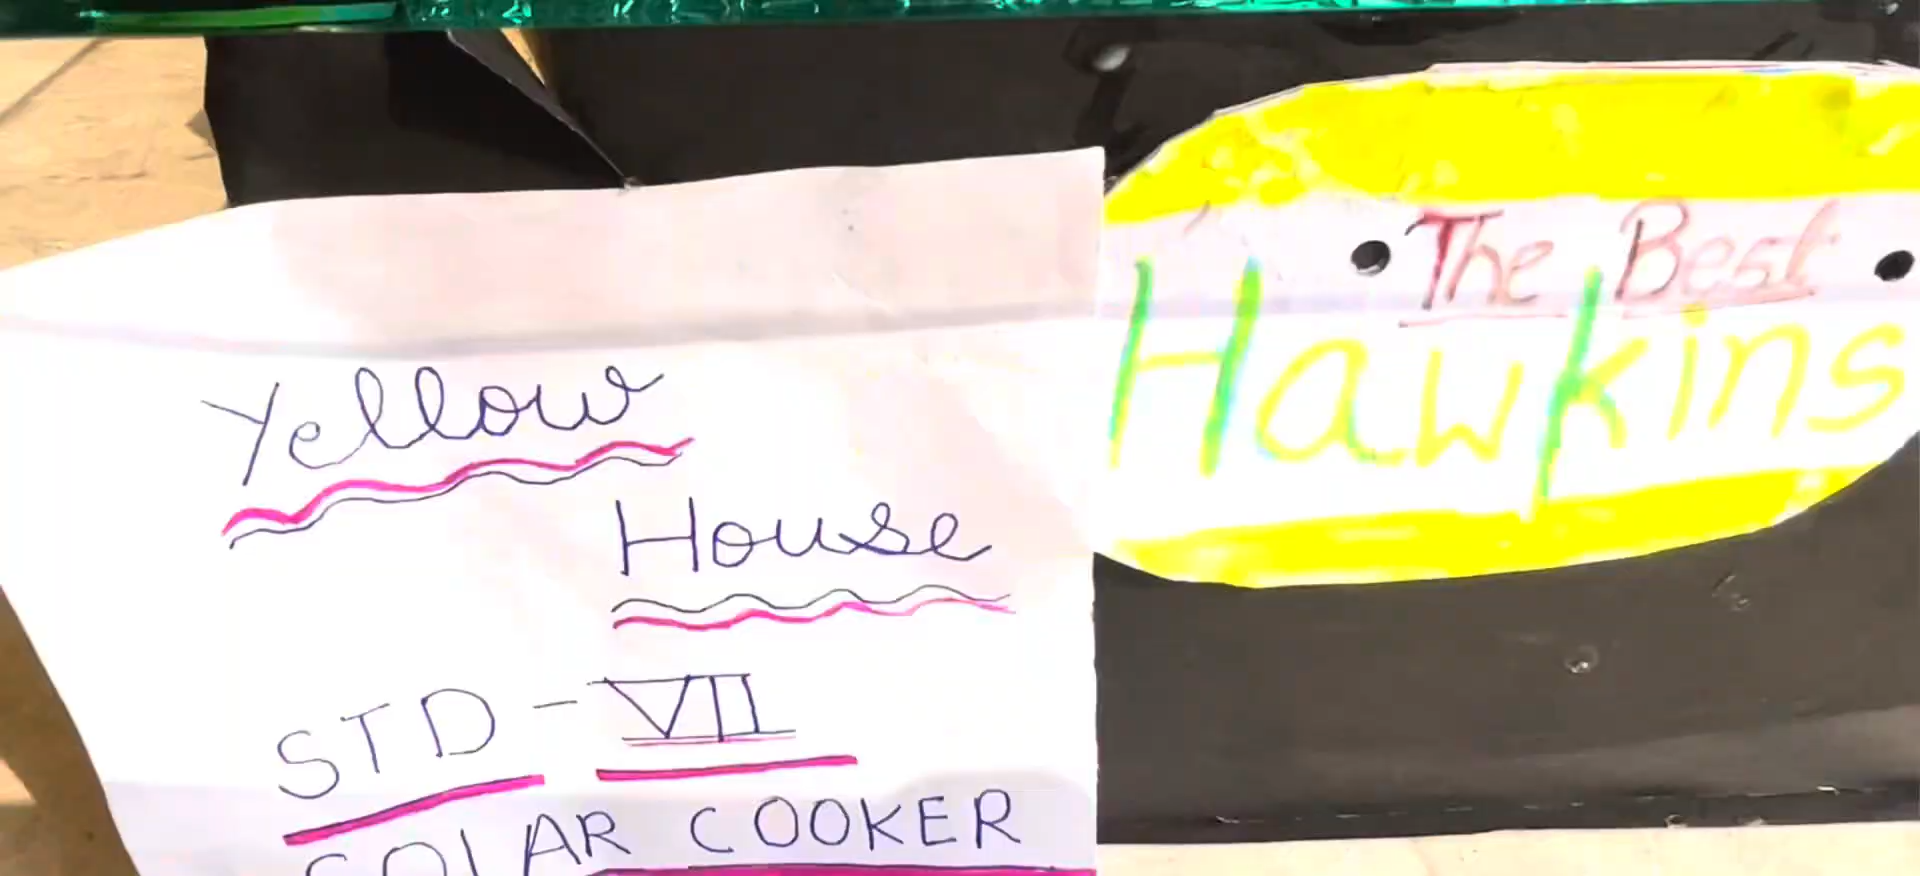 Yellow
House
STD - VII
SOLAR COOKER
The Best
Hawkins